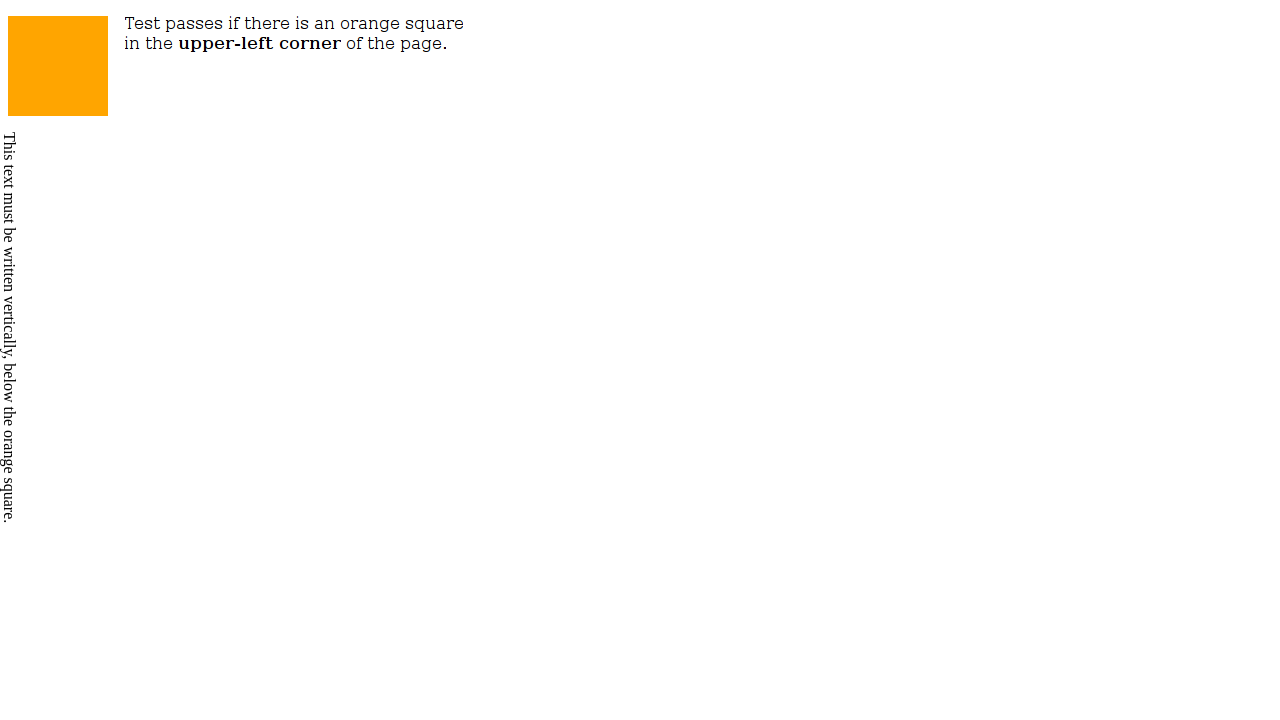 Test passes if there is an orange square
in the upper-left corner of the page.
This text must be written vertically, below the orange square.